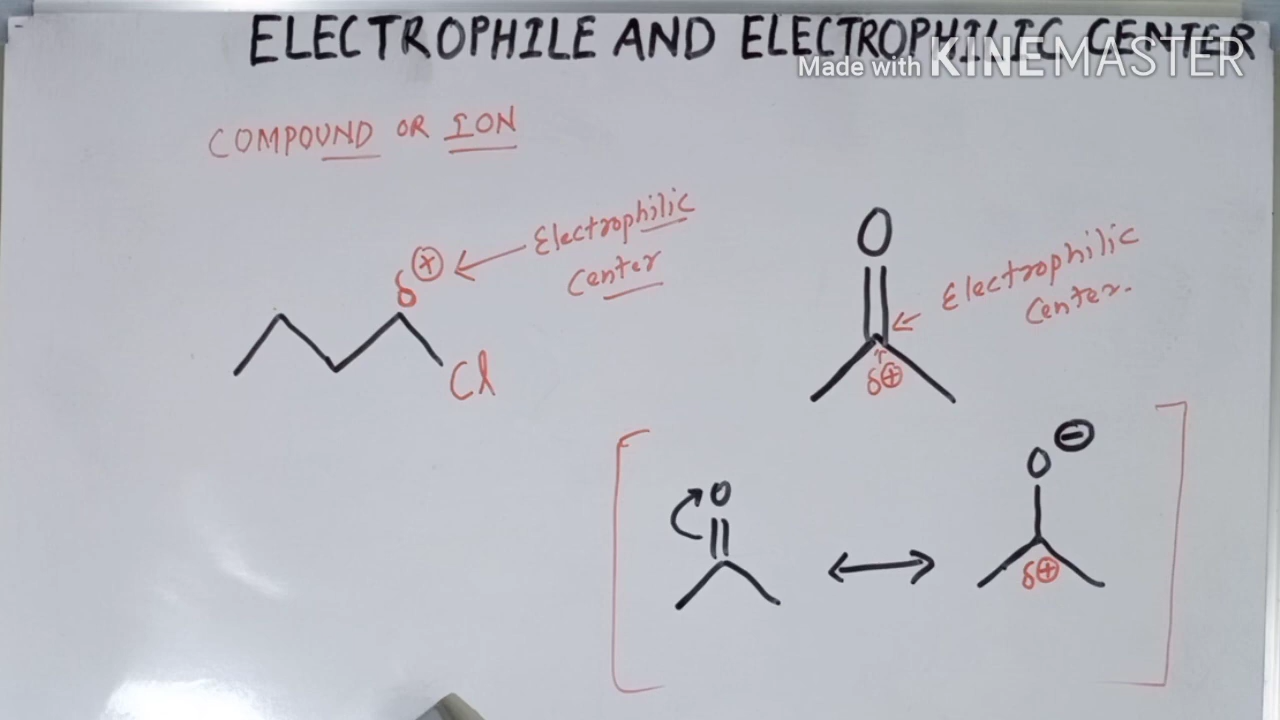 ELECTROPHILE AND ELECTROPHILIC CENTER
Made with KINEMASTER
COMPOUND OR ION
δ⊕
Electrophilic
Center
Cl
O
Electrophilic
Center.
δ⊕
O
O ⊖
δ⊕